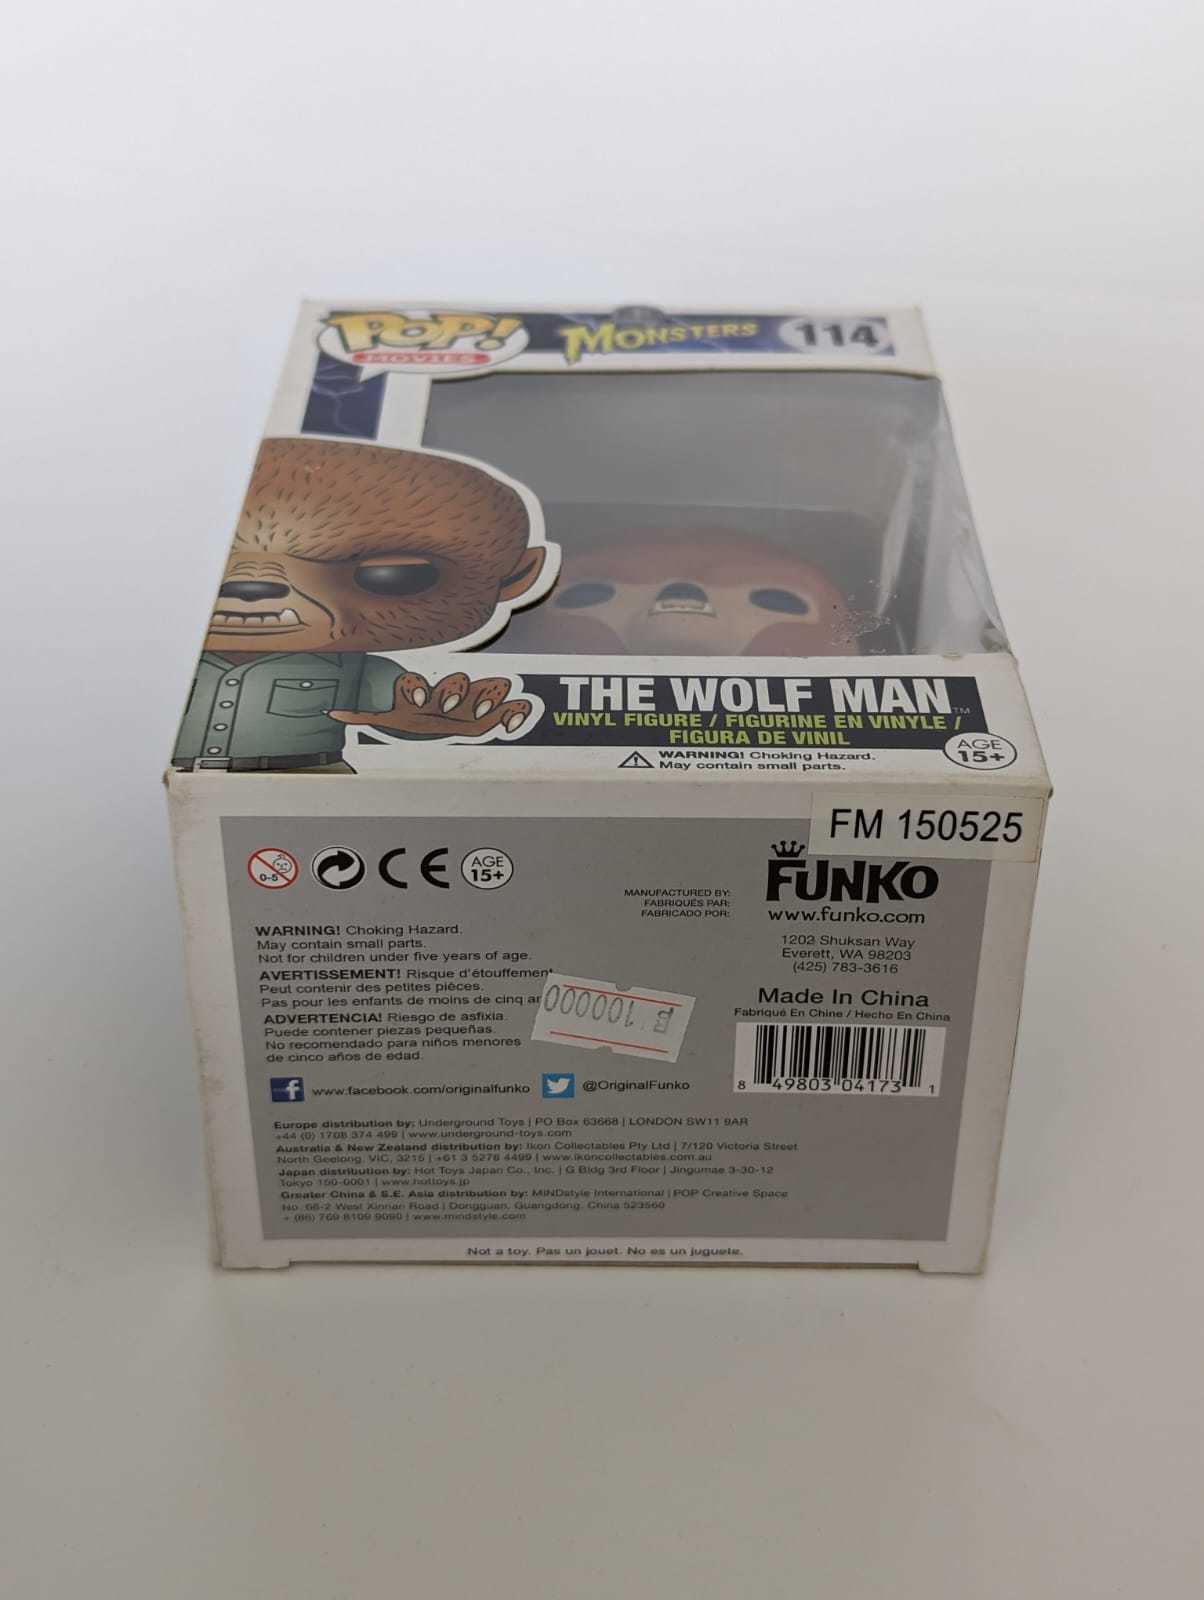 POP!
MOVIES
MONSTERS
114
THE WOLF MAN™
VINYL FIGURE / FIGURINE EN VINYLE /
FIGURA DE VINIL
WARNING! Choking Hazard.
May contain small parts.
AGE
15+
FM 150525
0-5
CE
AGE
15+
WARNING! Choking Hazard.
May contain small parts.
Not for children under five years of age.
AVERTISSEMENT! Risque d'étouffement
Peut contenir des petites pièces.
Pas pour les enfants de moins de cinq an
ADVERTENCIA! Riesgo de asfixia.
Puede contener piezas pequeñas.
No recomendado para niños menores
de cinco años de edad.
1000000
MANUFACTURED BY:
FABRIQUÉS PAR:
FABRICADO POR:
FUNKO
www.funko.com
1202 Shuksan Way
Everett, WA 98203
(425) 783-3616
Made In China
Fabriqué En Chine / Hecho En China
8 49803 04173 1
www.facebook.com/originalfunko
@OriginalFunko
Europe distribution by: Underground Toys | PO Box 63668 | LONDON SW11 9AR
+44 (0) 1708 374 499 | www.underground-toys.com
Australia & New Zealand distribution by: Ikon Collectables Pty Ltd | 7/120 Victoria Street
North Geelong, VIC, 3215 | +61 3 5278 4499 | www.ikoncollectables.com.au
Japan distribution by: Hot Toys Japan Co., Inc. | G Bldg 3rd Floor | Jingumae 3-30-12
Tokyo 150-0001 | www.hottoys.jp
Greater China & S.E. Asia distribution by: MINDstyle International | POP Creative Space
No. 66-2 West Xinnan Road | Dongguan, Guangdong, China 523560
+ (86) 769 8109 9090 | www.mindstyle.com
Not a toy. Pas un jouet. No es un juguete.